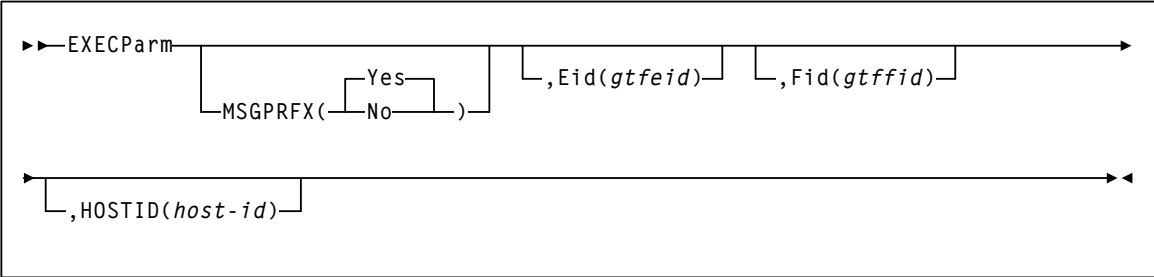 EXECParm
MSGPRFX( Yes No )
,Eid(gtfeid)
,Fid(gtffid)
,HOSTID(host-id)